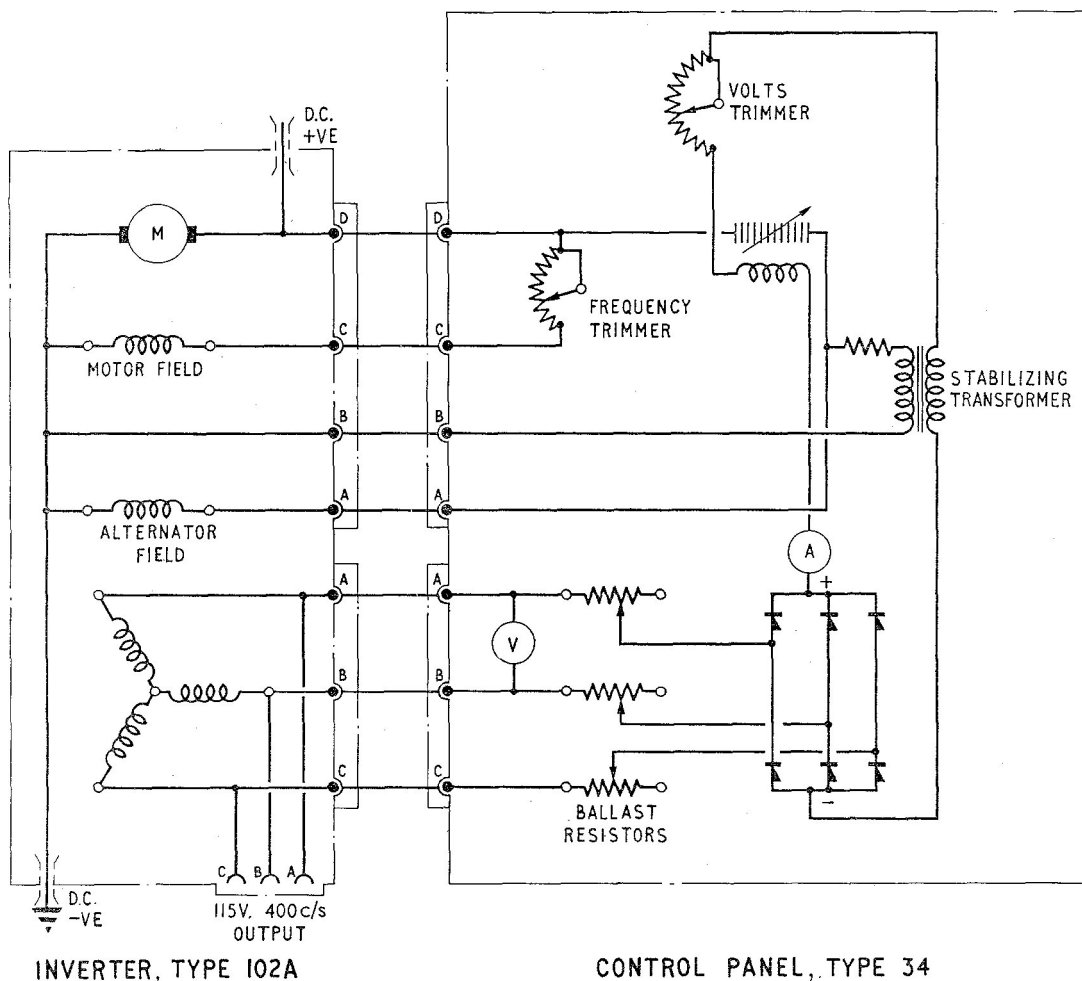 D.C.
+VE
M
D
C
B
A
MOTOR FIELD
ALTERNATOR
FIELD
A
B
C
C B A
D.C.
-VE
115V, 400 c/s
OUTPUT
INVERTER, TYPE 102A
VOLTS
TRIMMER
D
FREQUENCY
TRIMMER
C
STABILIZING
TRANSFORMER
B
A
A
+
A
V
B
C
BALLAST
RESISTORS
-
CONTROL PANEL, TYPE 34